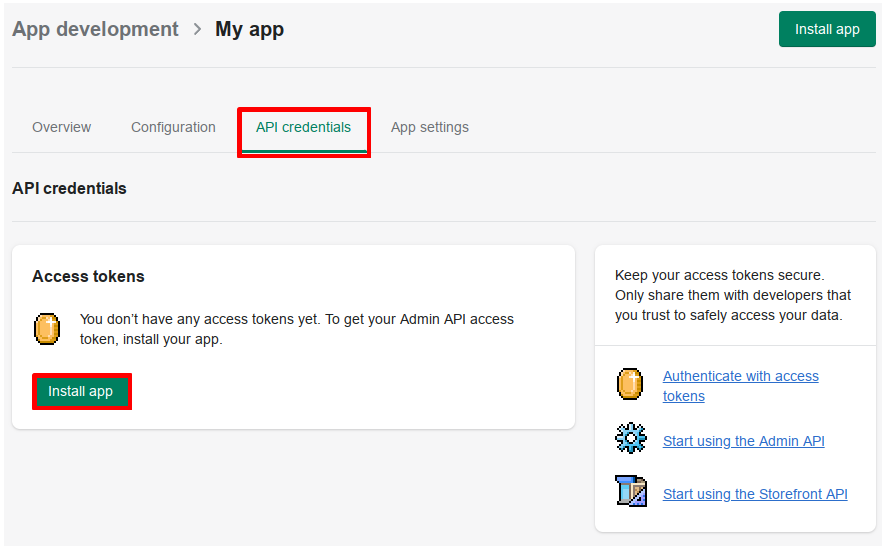 App development > My app
Install app
Overview
Configuration
API credentials
App settings
API credentials
Access tokens
You don’t have any access tokens yet. To get your Admin API access
token, install your app.
Install app
Keep your access tokens secure.
Only share them with developers that
you trust to safely access your data.
Authenticate with access
tokens
Start using the Admin API
Start using the Storefront API